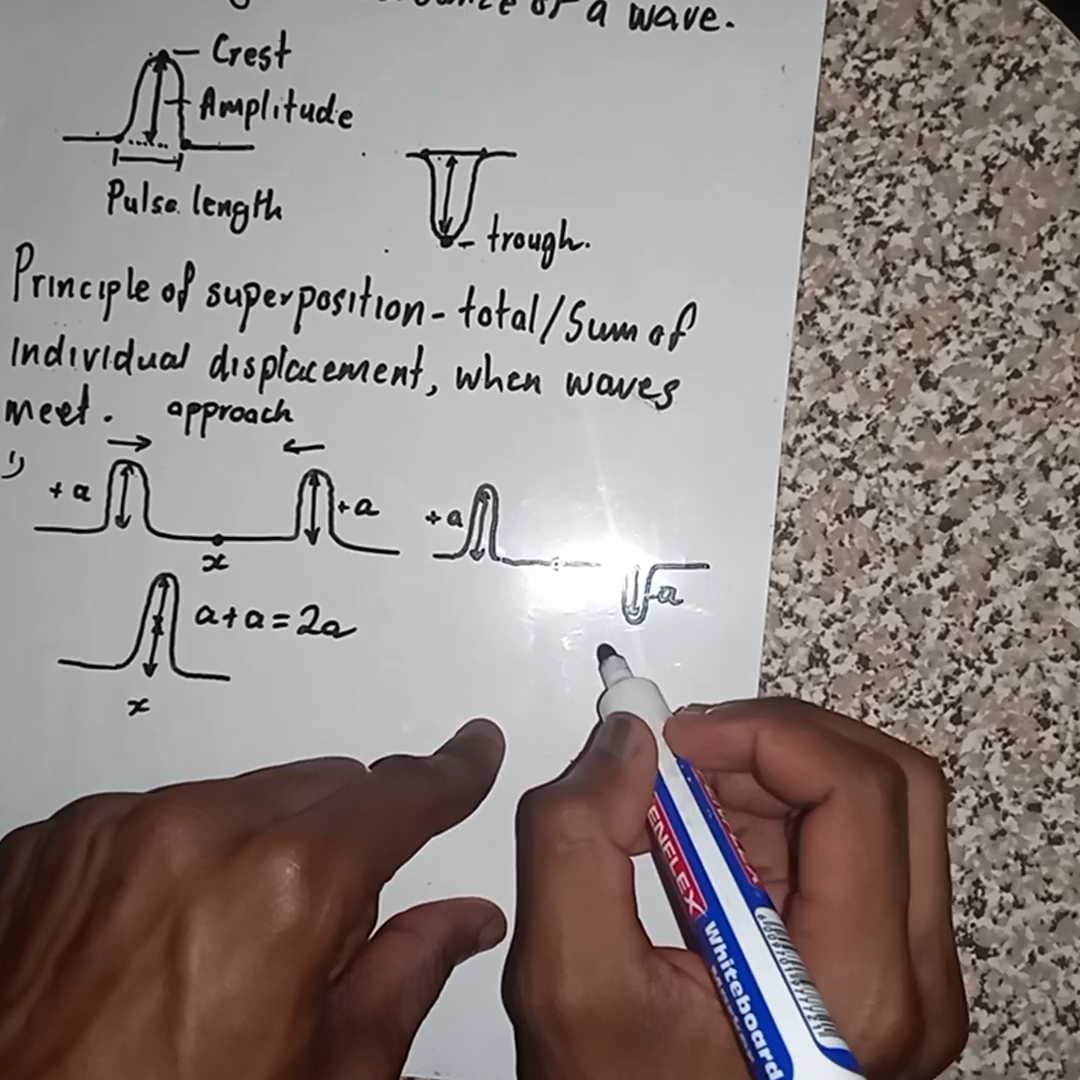 of a wave.
Crest
Amplitude
Pulse length
trough.
Principle of superposition - total/Sum of
Individual displacement, when waves
meet. approach
1)
+a
+a
x
+a
-a
a+a=2a
x
ENFLEX
Whiteboard